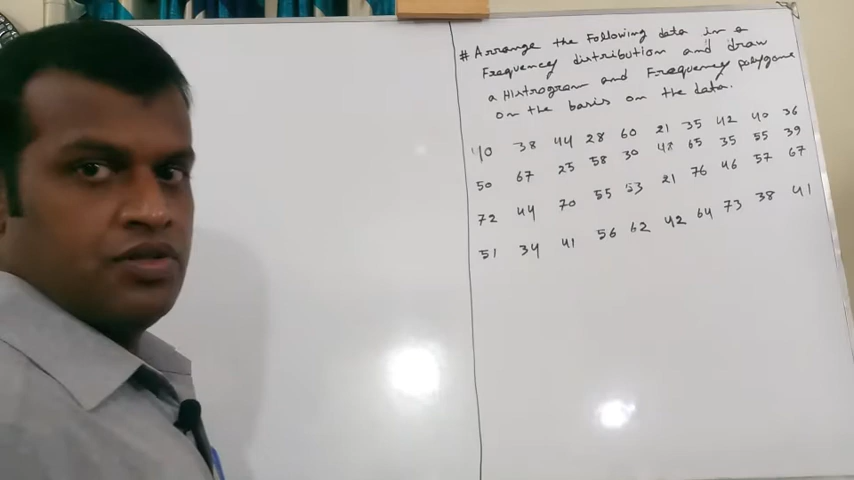 # Arrange the Following data in a
Frequency distribution and draw
a Histrogram and Frequency polygone
on the basis on the data.
40 38 44 28 60 21 35 42 40 36
50 67 25 58 30 48 65 35 55 39
72 44 70 55 53 21 76 46 57 67
51 34 41 56 62 42 64 73 38 41